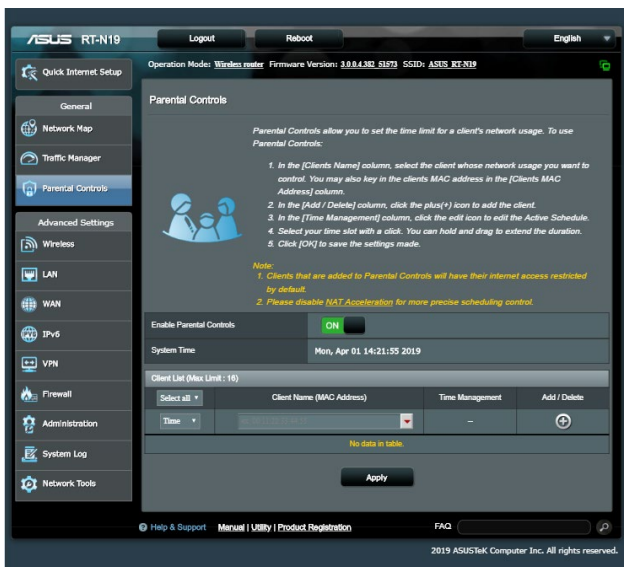 ASUS RT-N19
Logout
Reboot
English
Quick Internet Setup
Operation Mode: Wireless router Firmware Version: 3.0.0.4.382_51573 SSID: ASUS_RT-N19
General
Network Map
Traffic Manager
Parental Controls
Advanced Settings
Wireless
LAN
WAN
IPv6
VPN
Firewall
Administration
System Log
Network Tools
Parental Controls
Parental Controls allow you to set the time limit for a client's network usage. To use
Parental Controls:
1. In the [Clients Name] column, select the client whose network usage you want to
control. You may also key in the clients MAC address in the [Clients MAC
Address] column.
2. In the [Add / Delete] column, click the plus(+) icon to add the client.
3. In the [Time Management] column, click the edit icon to edit the Active Schedule.
4. Select your time slot with a click. You can hold and drag to extend the duration.
5. Click [OK] to save the settings made.
Note:
1. Clients that are added to Parental Controls will have their internet access restricted
by default.
2. Please disable NAT Acceleration for more precise scheduling control.
Enable Parental Controls ON
System Time Mon, Apr 01 14:21:55 2019
Client List (Max Limit : 16)
Select all Client Name (MAC Address) Time Management Add / Delete
Time –
No data in table.
Apply
Help & Support Manual | Utility | Product Registration FAQ
2019 ASUSTeK Computer Inc. All rights reserved.